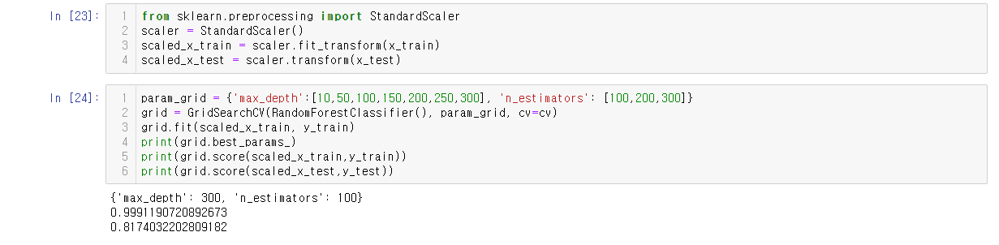 In [23]:
1 from sklearn.preprocessing import StandardScaler
2 scaler = StandardScaler()
3 scaled_x_train = scaler.fit_transform(x_train)
4 scaled_x_test = scaler.transform(x_test)
In [24]:
1 param_grid = {'max_depth':[10,50,100,150,200,250,300], 'n_estimators': [100,200,300]}
2 grid = GridSearchCV(RandomForestClassifier(), param_grid, cv=cv)
3 grid.fit(scaled_x_train, y_train)
4 print(grid.best_params_)
5 print(grid.score(scaled_x_train,y_train))
6 print(grid.score(scaled_x_test,y_test))
{'max_depth': 300, 'n_estimators': 100}
0.9991190720892673
0.8174032202809182